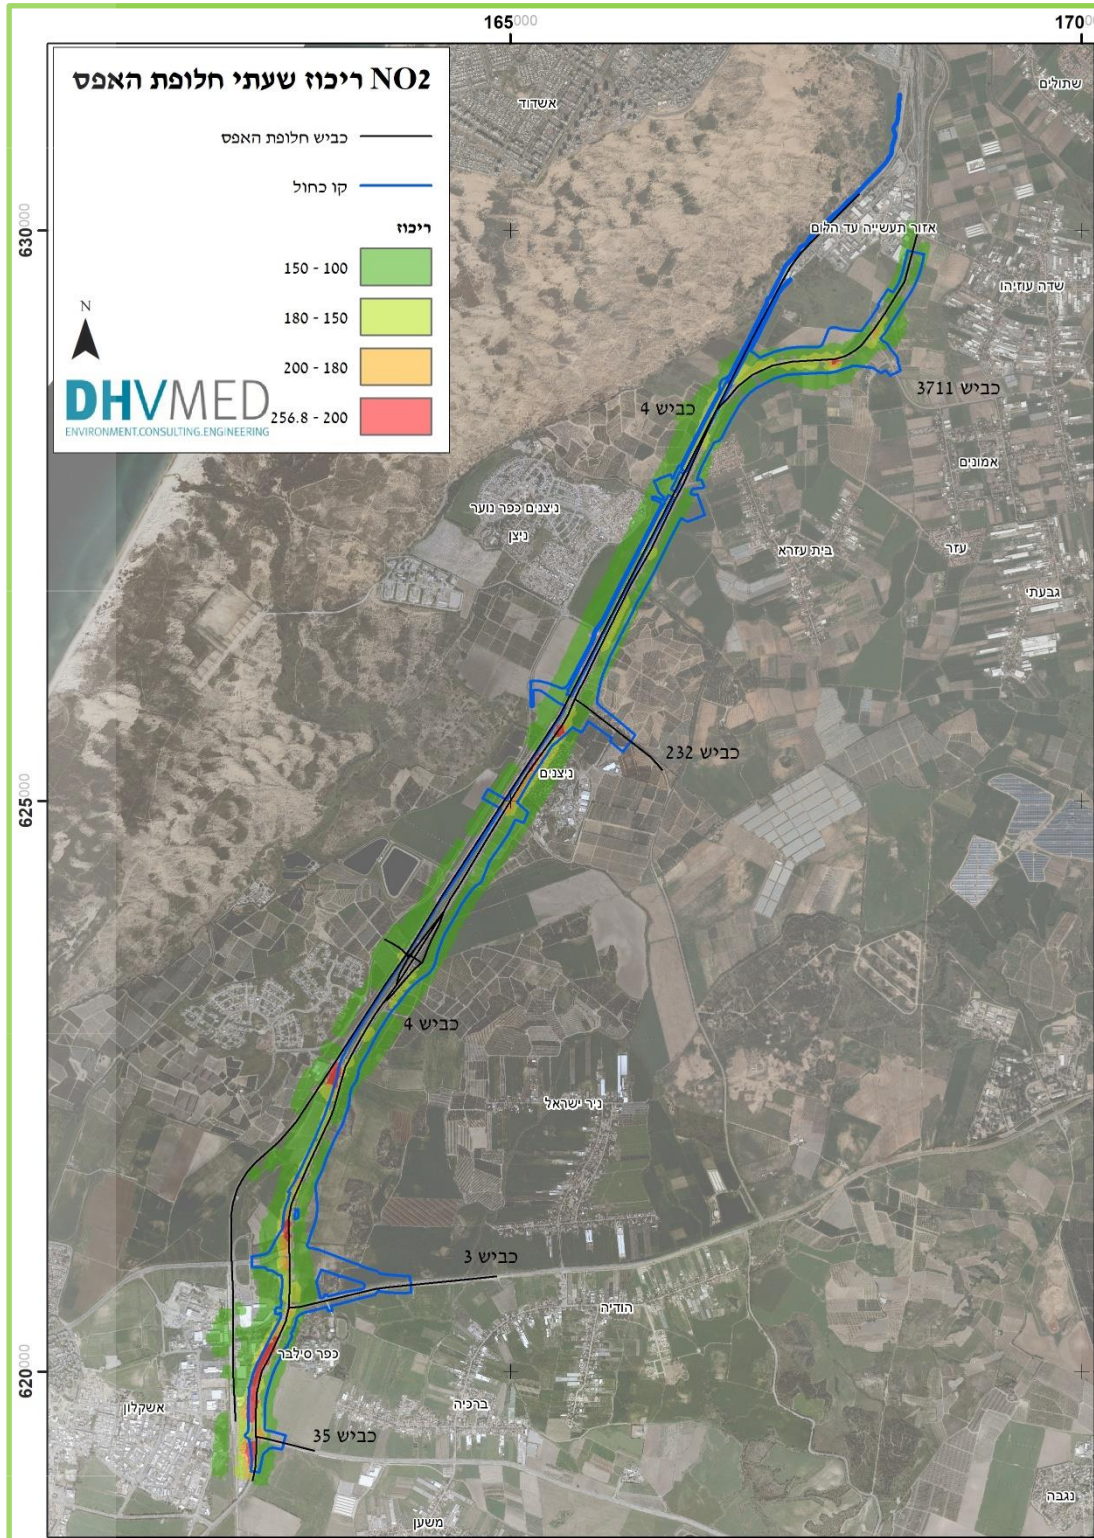 165000
170000
NO2 ריכוז שעתי חלופת האפס
כביש חלופת האפס
קו כחול
ריכוז
150 - 100
180 - 150
200 - 180
256.8 - 200
N
DHVMED
ENVIRONMENT.CONSULTING.ENGINEERING
שתולים
אשדוד
630000
אזור תעשייה עד הלום
שדה עוזיהו
כביש 3711
כביש 4
אמונים
ניצנים כפר נוער
ניצן
בית עזרא
עזר
גבעתי
כביש 232
ניצנים
625000
כביש 4
ניר ישראל
כביש 3
הודיה
כפר סילבר
620000
אשקלון
ברכיה
כביש 35
נגבה
משען